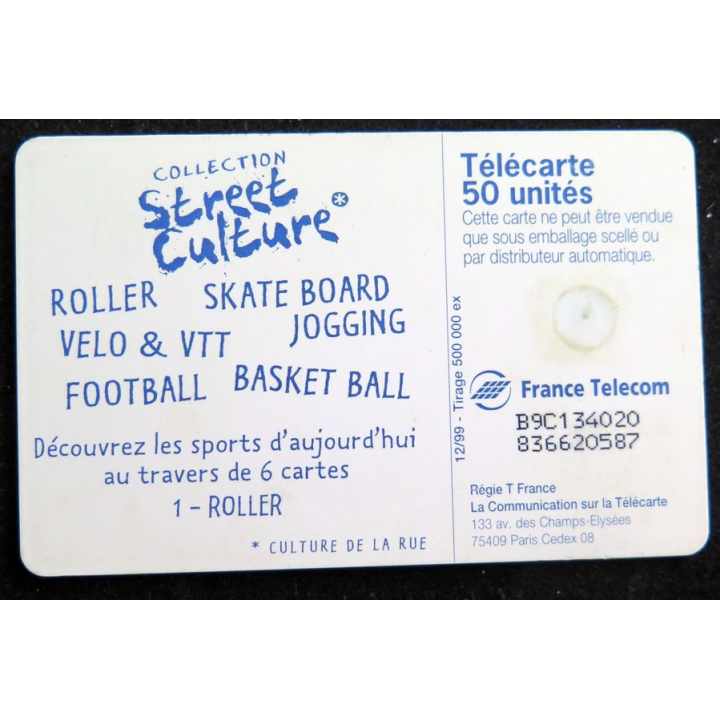 COLLECTION
Street
Culture*
ROLLER SKATE BOARD
VELO & VTT JOGGING
FOOTBALL BASKET BALL
Découvrez les sports d'aujourd'hui
au travers de 6 cartes
1 - ROLLER
* CULTURE DE LA RUE
12/99 - Tirage 500 000 ex
Télécarte
50 unités
Cette carte ne peut être vendue
que sous emballage scellé ou
par distributeur automatique.
France Telecom
B9C134020
836620587
Régie T France
La Communication sur la Télécarte
133 av. des Champs-Elysées
75409 Paris Cedex 08